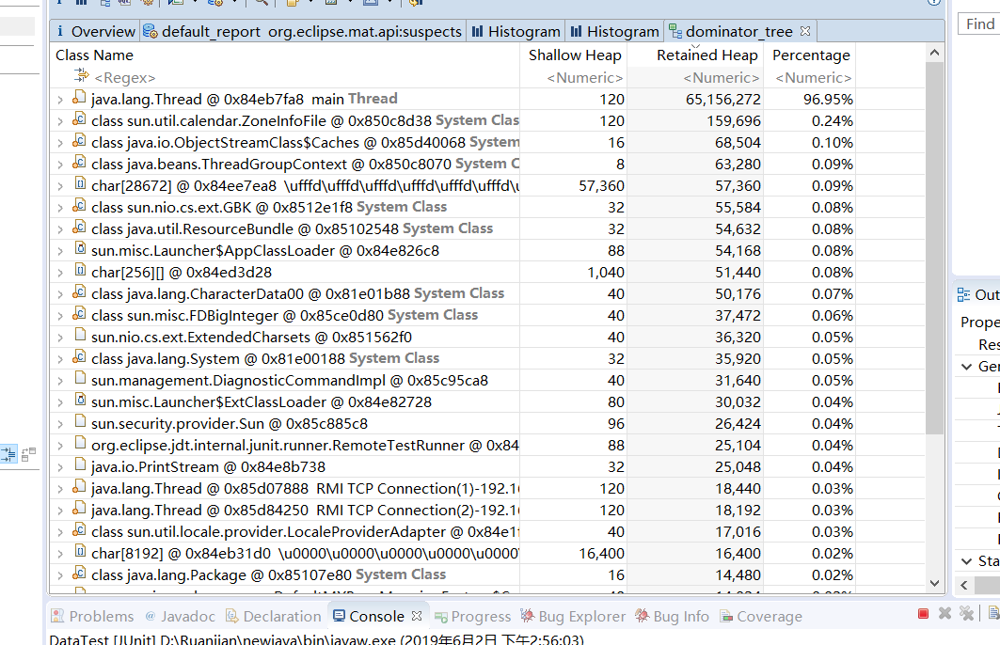 Find
i Overview default_report org.eclipse.mat.api:suspects Histogram Histogram dominator_tree
Class Name Shallow Heap Retained Heap Percentage
<Regex> <Numeric> <Numeric> <Numeric>
java.lang.Thread @ 0x84eb7fa8 main Thread 120 65,156,272 96.95%
class sun.util.calendar.ZoneInfoFile @ 0x850c8d38 System Clas 120 159,696 0.24%
class java.io.ObjectStreamClass$Caches @ 0x85d40068 System 16 68,504 0.10%
class java.beans.ThreadGroupContext @ 0x850c8070 System C 8 63,280 0.09%
char[28672] @ 0x84ee7ea8 \ufffd\ufffd\ufffd\ufffd\ufffd\ufffd\u 57,360 57,360 0.09%
class sun.nio.cs.ext.GBK @ 0x8512e1f8 System Class 32 55,584 0.08%
class java.util.ResourceBundle @ 0x85102548 System Class 32 54,632 0.08%
sun.misc.Launcher$AppClassLoader @ 0x84e826c8 88 54,168 0.08%
char[256][] @ 0x84ed3d28 1,040 51,440 0.08%
class java.lang.CharacterData00 @ 0x81e01b88 System Class 40 50,176 0.07%
class sun.misc.FDBigInteger @ 0x85ce0d80 System Class 40 37,472 0.06%
sun.nio.cs.ext.ExtendedCharsets @ 0x851562f0 40 36,320 0.05%
class java.lang.System @ 0x81e00188 System Class 32 35,920 0.05%
sun.management.DiagnosticCommandImpl @ 0x85c95ca8 40 31,640 0.05%
sun.misc.Launcher$ExtClassLoader @ 0x84e82728 80 30,032 0.04%
sun.security.provider.Sun @ 0x85c885c8 96 26,424 0.04%
org.eclipse.jdt.internal.junit.runner.RemoteTestRunner @ 0x84 88 25,104 0.04%
java.io.PrintStream @ 0x84e8b738 32 25,048 0.04%
java.lang.Thread @ 0x85d07888 RMI TCP Connection(1)-192.16 120 18,440 0.03%
java.lang.Thread @ 0x85d84250 RMI TCP Connection(2)-192.16 120 18,192 0.03%
class sun.util.locale.provider.LocaleProviderAdapter @ 0x84e1 40 17,016 0.03%
char[8192] @ 0x84eb31d0 \u0000\u0000\u0000\u0000\u0000 16,400 16,400 0.02%
class java.lang.Package @ 0x85107e80 System Class 16 14,480 0.02%
Out
Prope
Res
Gen
Sta
Problems @ Javadoc Declaration Console Progress Bug Explorer Bug Info Coverage
DataTest [JUnit] D:\Ruanjian\newjava\bin\javaw.exe (2019年6月2日 下午2:56:03)